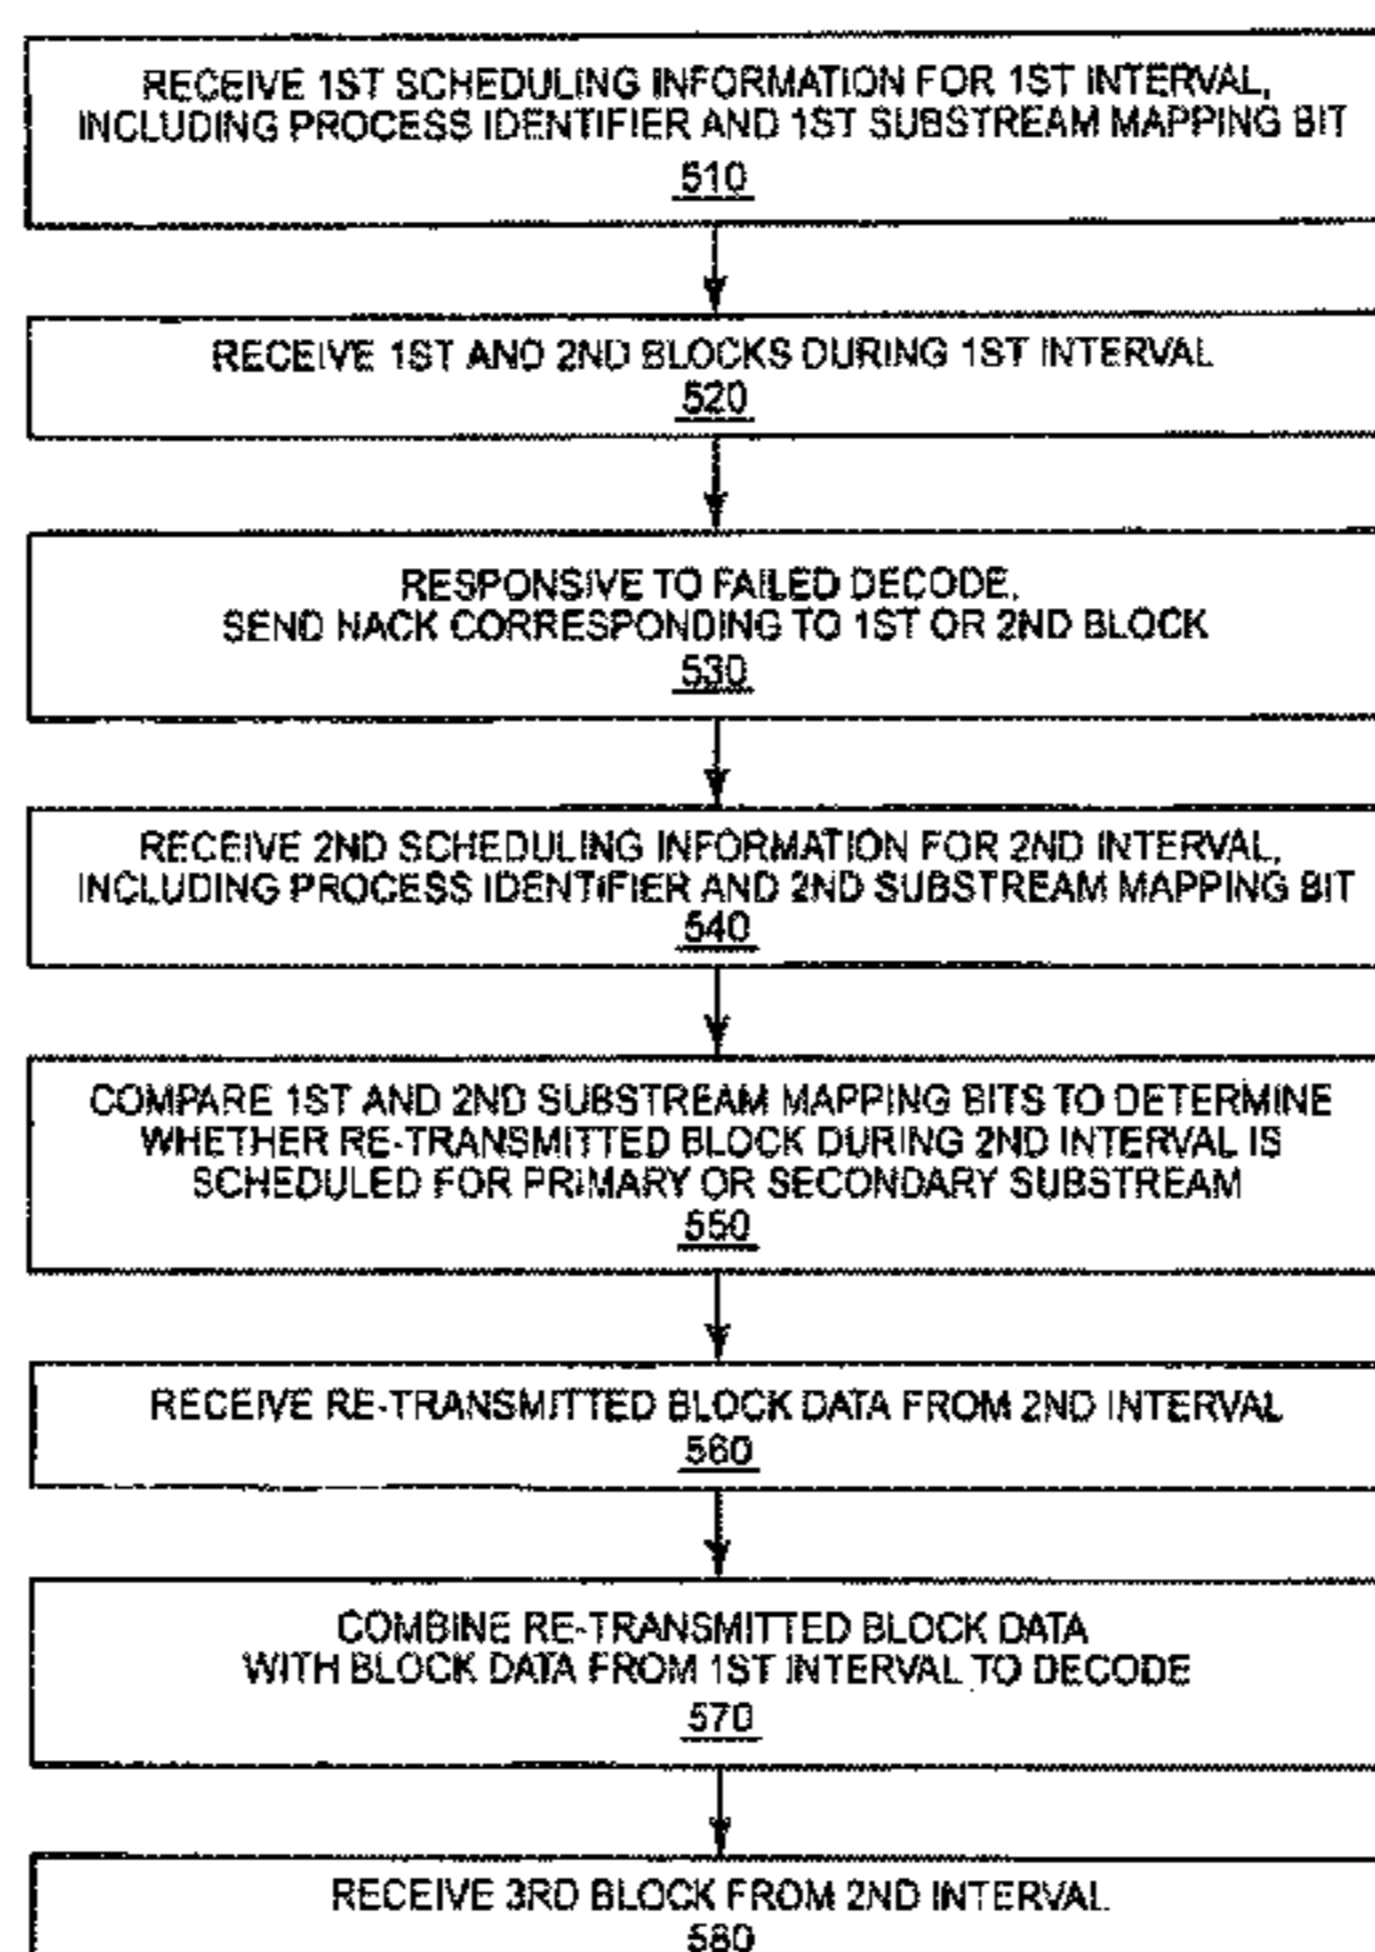 RECEIVE 1ST SCHEDULING INFORMATION FOR 1ST INTERVAL,
INCLUDING PROCESS IDENTIFIER AND 1ST SUBSTREAM MAPPING BIT
510
RECEIVE 1ST AND 2ND BLOCKS DURING 1ST INTERVAL
520
RESPONSIVE TO FAILED DECODE,
SEND NACK CORRESPONDING TO 1ST OR 2ND BLOCK
530
RECEIVE 2ND SCHEDULING INFORMATION FOR 2ND INTERVAL,
INCLUDING PROCESS IDENTIFIER AND 2ND SUBSTREAM MAPPING BIT
540
COMPARE 1ST AND 2ND SUBSTREAM MAPPING BITS TO DETERMINE
WHETHER RE-TRANSMITTED BLOCK DURING 2ND INTERVAL IS
SCHEDULED FOR PRIMARY OR SECONDARY SUBSTREAM
550
RECEIVE RE-TRANSMITTED BLOCK DATA FROM 2ND INTERVAL
560
COMBINE RE-TRANSMITTED BLOCK DATA
WITH BLOCK DATA FROM 1ST INTERVAL TO DECODE
570
RECEIVE 3RD BLOCK FROM 2ND INTERVAL
580